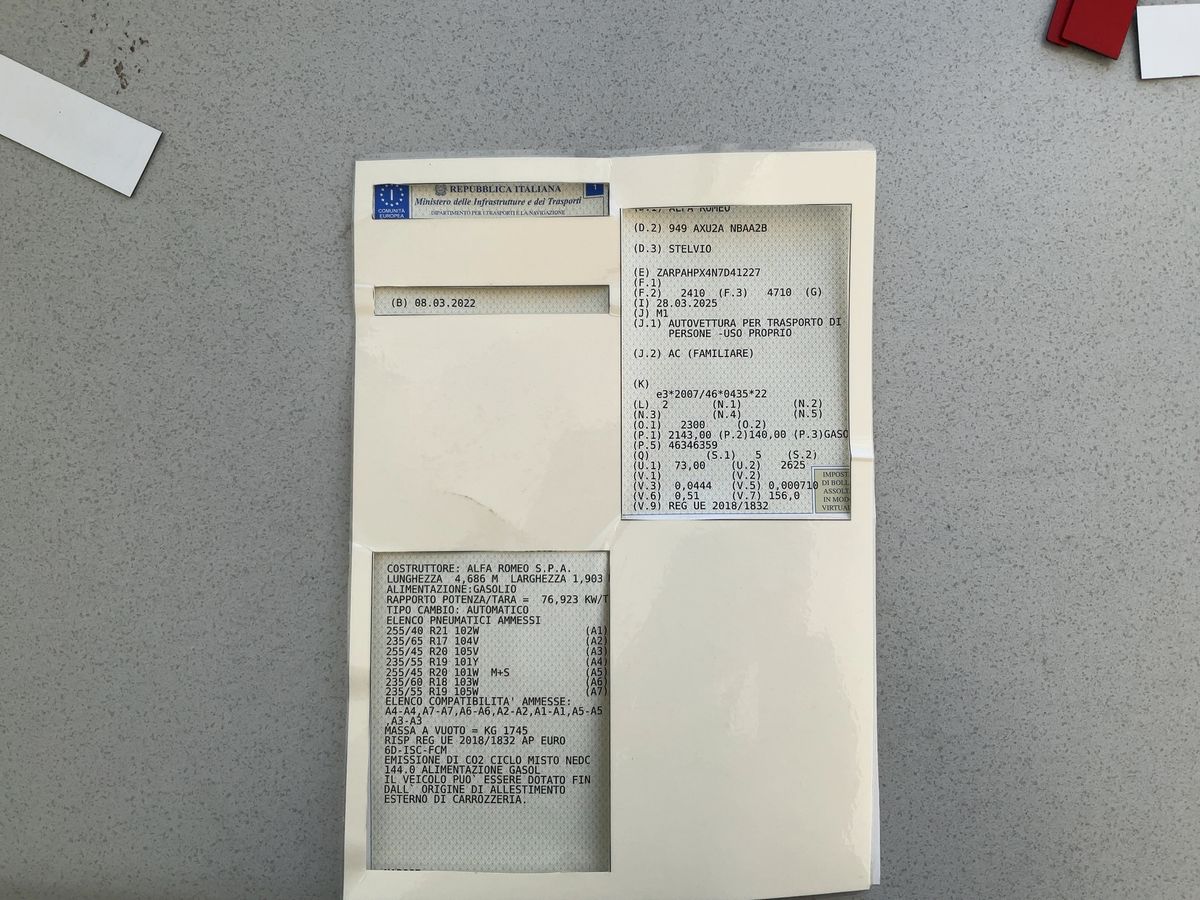 I
COMUNITÀ
EUROPEA
REPUBBLICA ITALIANA
Ministero delle Infrastrutture e dei Trasporti
DIPARTIMENTO PER I TRASPORTI E LA NAVIGAZIONE
1
(B) 08.03.2022
COSTRUTTORE: ALFA ROMEO S.P.A.
LUNGHEZZA 4,686 M LARGHEZZA 1,903
ALIMENTAZIONE:GASOLIO
RAPPORTO POTENZA/TARA = 76,923 KW/T
TIPO CAMBIO: AUTOMATICO
ELENCO PNEUMATICI AMMESSI
255/40 R21 102W (A1)
235/65 R17 104V (A2)
255/45 R20 105V (A3)
235/55 R19 101Y (A4)
255/45 R20 101W M+S (A5)
235/60 R18 103W (A6)
235/55 R19 105W (A7)
ELENCO COMPATIBILITA' AMMESSE:
A4-A4,A7-A7,A6-A6,A2-A2,A1-A1,A5-A5
,A3-A3
MASSA A VUOTO = KG 1745
RISP REG UE 2018/1832 AP EURO
6D-ISC-FCM
EMISSIONE DI CO2 CICLO MISTO NEDC
144.0 ALIMENTAZIONE GASOL
IL VEICOLO PUO` ESSERE DOTATO FIN
DALL` ORIGINE DI ALLESTIMENTO
ESTERNO DI CARROZZERIA.
(D.1) ALFA ROMEO
(D.2) 949 AXU2A NBAA2B
(D.3) STELVIO
(E) ZARPAHPX4N7D41227
(F.1)
(F.2) 2410 (F.3) 4710 (G)
(I) 28.03.2025
(J) M1
(J.1) AUTOVETTURA PER TRASPORTO DI
PERSONE -USO PROPRIO
(J.2) AC (FAMILIARE)
(K)
e3*2007/46*0435*22
(L) 2 (N.1) (N.2)
(N.3) (N.4) (N.5)
(O.1) 2300 (O.2)
(P.1) 2143,00 (P.2)140,00 (P.3)GASO
(P.5) 46346359
(Q) (S.1) 5 (S.2)
(U.1) 73,00 (U.2) 2625
(V.1) (V.2)
(V.3) 0,0444 (V.5) 0,000710
(V.6) 0,51 (V.7) 156,0
(V.9) REG UE 2018/1832
IMPOST
DI BOLL
ASSOLT
IN MOD
VIRTUAL